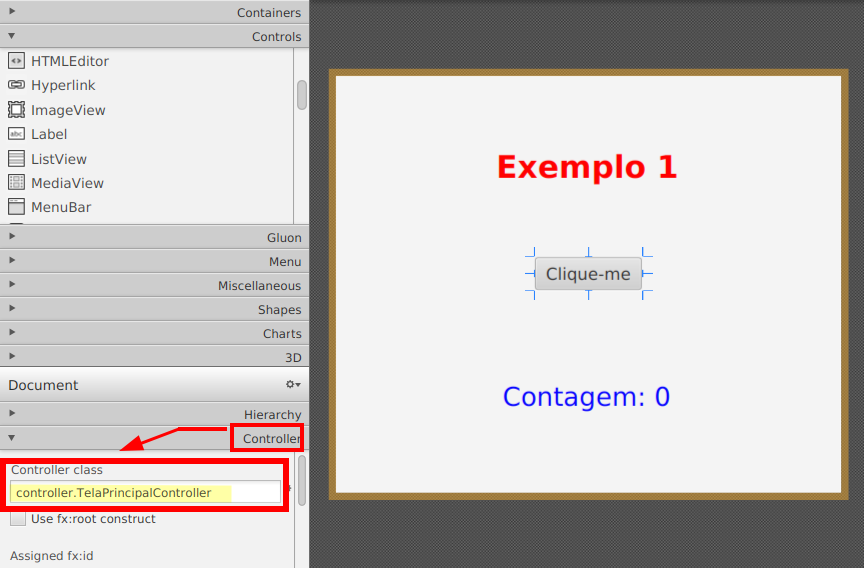 Containers
Controls
HTMLEditor
Hyperlink
ImageView
abc
Label
ListView
MediaView
MenuBar
Gluon
Menu
Miscellaneous
Shapes
Charts
3D
Document
Hierarchy
Controller
Controller class
controller.TelaPrincipalController
Use fx:root construct
Assigned fx:id
Exemplo 1
Clique-me
Contagem: 0